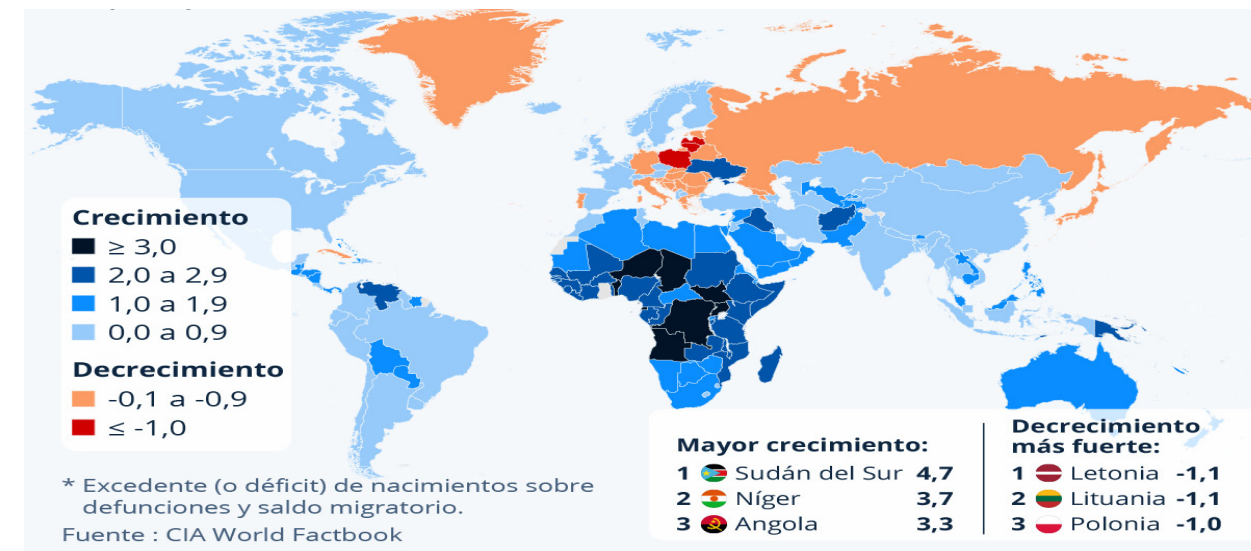 Crecimiento
≥ 3,0
2,0 a 2,9
1,0 a 1,9
0,0 a 0,9
Decrecimiento
-0,1 a -0,9
≤ -1,0
* Excedente (o déficit) de nacimientos sobre
defunciones y saldo migratorio.
Fuente : CIA World Factbook
Mayor crecimiento:
1 Sudán del Sur 4,7
2 Níger 3,7
3 Angola 3,3
Decrecimiento
más fuerte:
1 Letonia -1,1
2 Lituania -1,1
3 Polonia -1,0